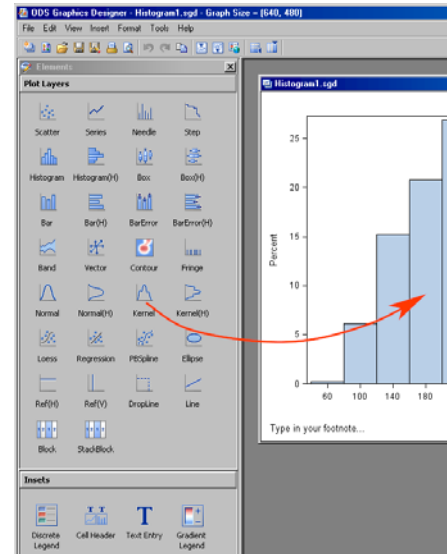 ODS Graphics Designer - Histogram1.sgd - Graph Size = [640, 480]
File Edit View Insert Format Tools Help
Elements
Plot Layers
Scatter Series Needle Step
Histogram Histogram(H) Box Box(H)
Bar Bar(H) BarError BarError(H)
Band Vector Contour Fringe
Normal Normal(H) Kernel Kernel(H)
Loess Regression PBSpline Ellipse
Ref(H) Ref(V) DropLine Line
Block StackBlock
Insets
Discrete Legend Cell Header Text Entry Gradient Legend
Histogram1.sgd
25
20
15
10
5
0
Percent
60 100 140 180
Type in your footnote...